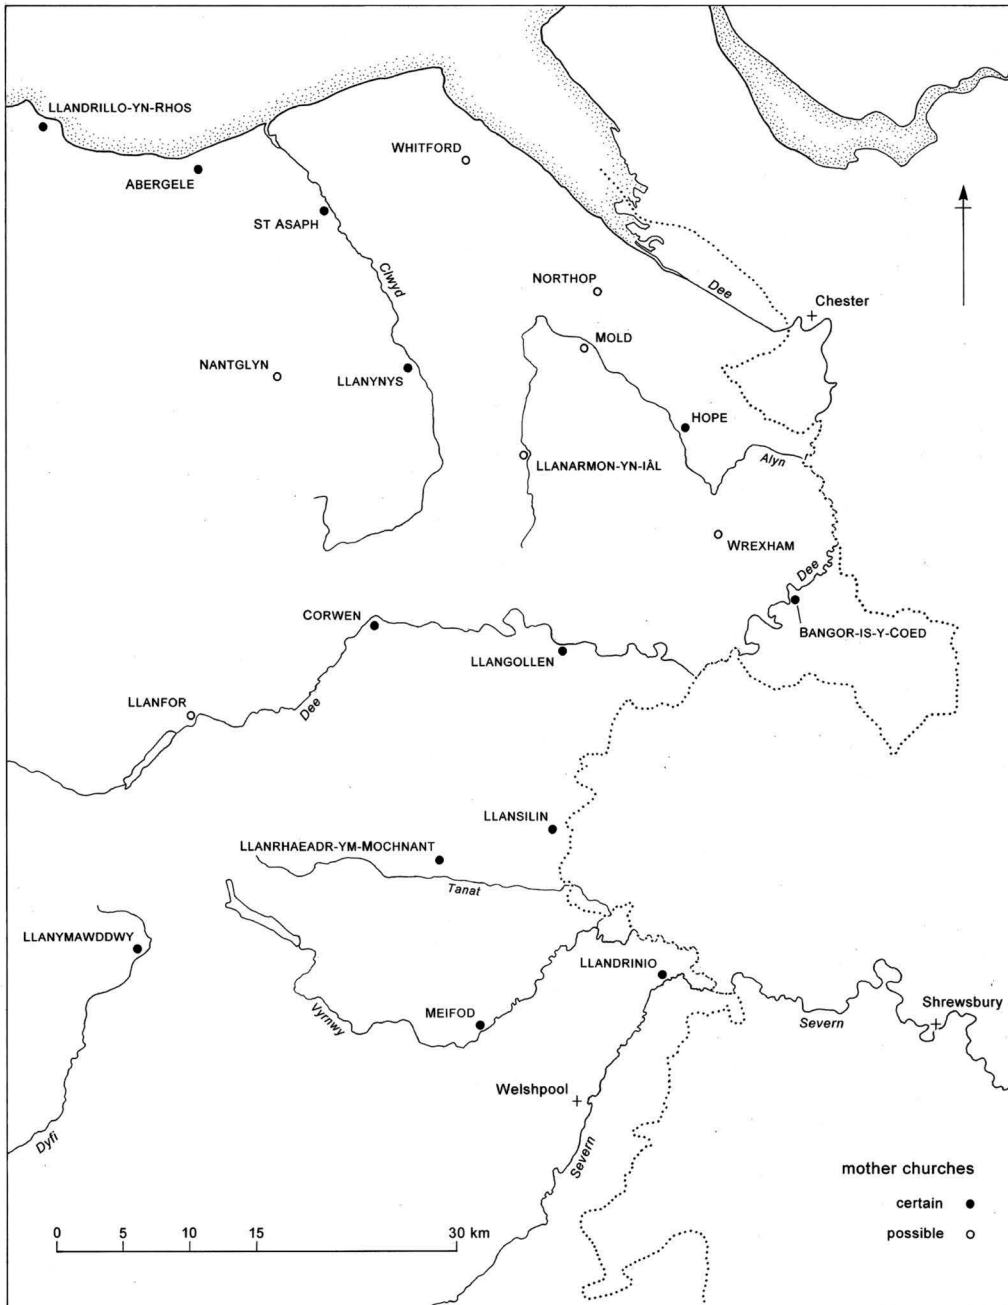 LLANDRILLO-YN-RHOS
WHITFORD
ABERGELE
ST ASAPH
Clwyd
NORTHOP
Dee
Chester
MOLD
NANTGLYN
LLANYNYS
HOPE
LLANARMON-YN-IÂL
Alyn
WREXHAM
Dee
CORWEN
BANGOR-IS-Y-COED
LLANGOLLEN
LLANFOR
Dee
LLANSILIN
LLANRHAEADR-YM-MOCHNANT
Tanat
LLANYMAWDDWY
LLANDRINIO
Vyrnwy
MEIFOD
Severn
Shrewsbury
Welshpool
Dyfi
Severn
mother churches
certain
possible
0 5 10 15 30 km